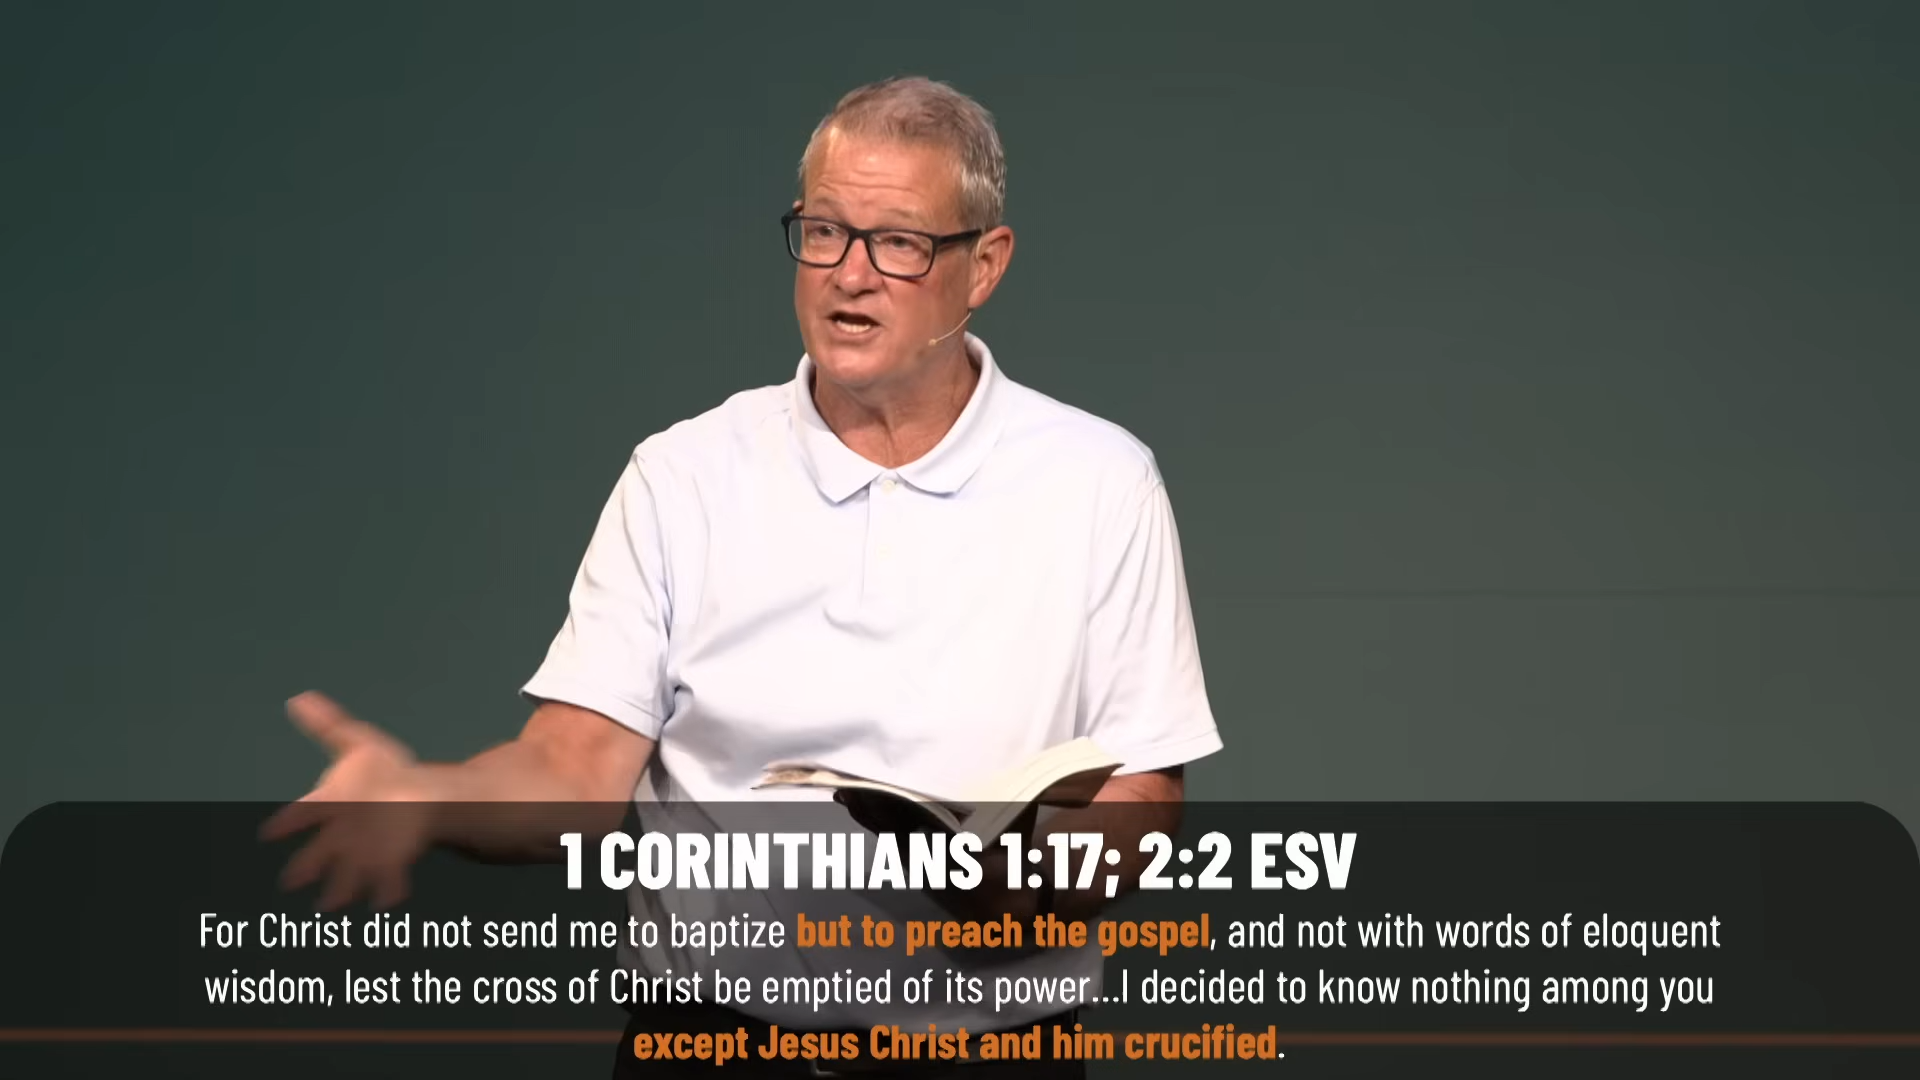 1 CORINTHIANS 1:17; 2:2 ESV
For Christ did not send me to baptize but to preach the gospel, and not with words of eloquent
wisdom, lest the cross of Christ be emptied of its power...I decided to know nothing among you
except Jesus Christ and him crucified.